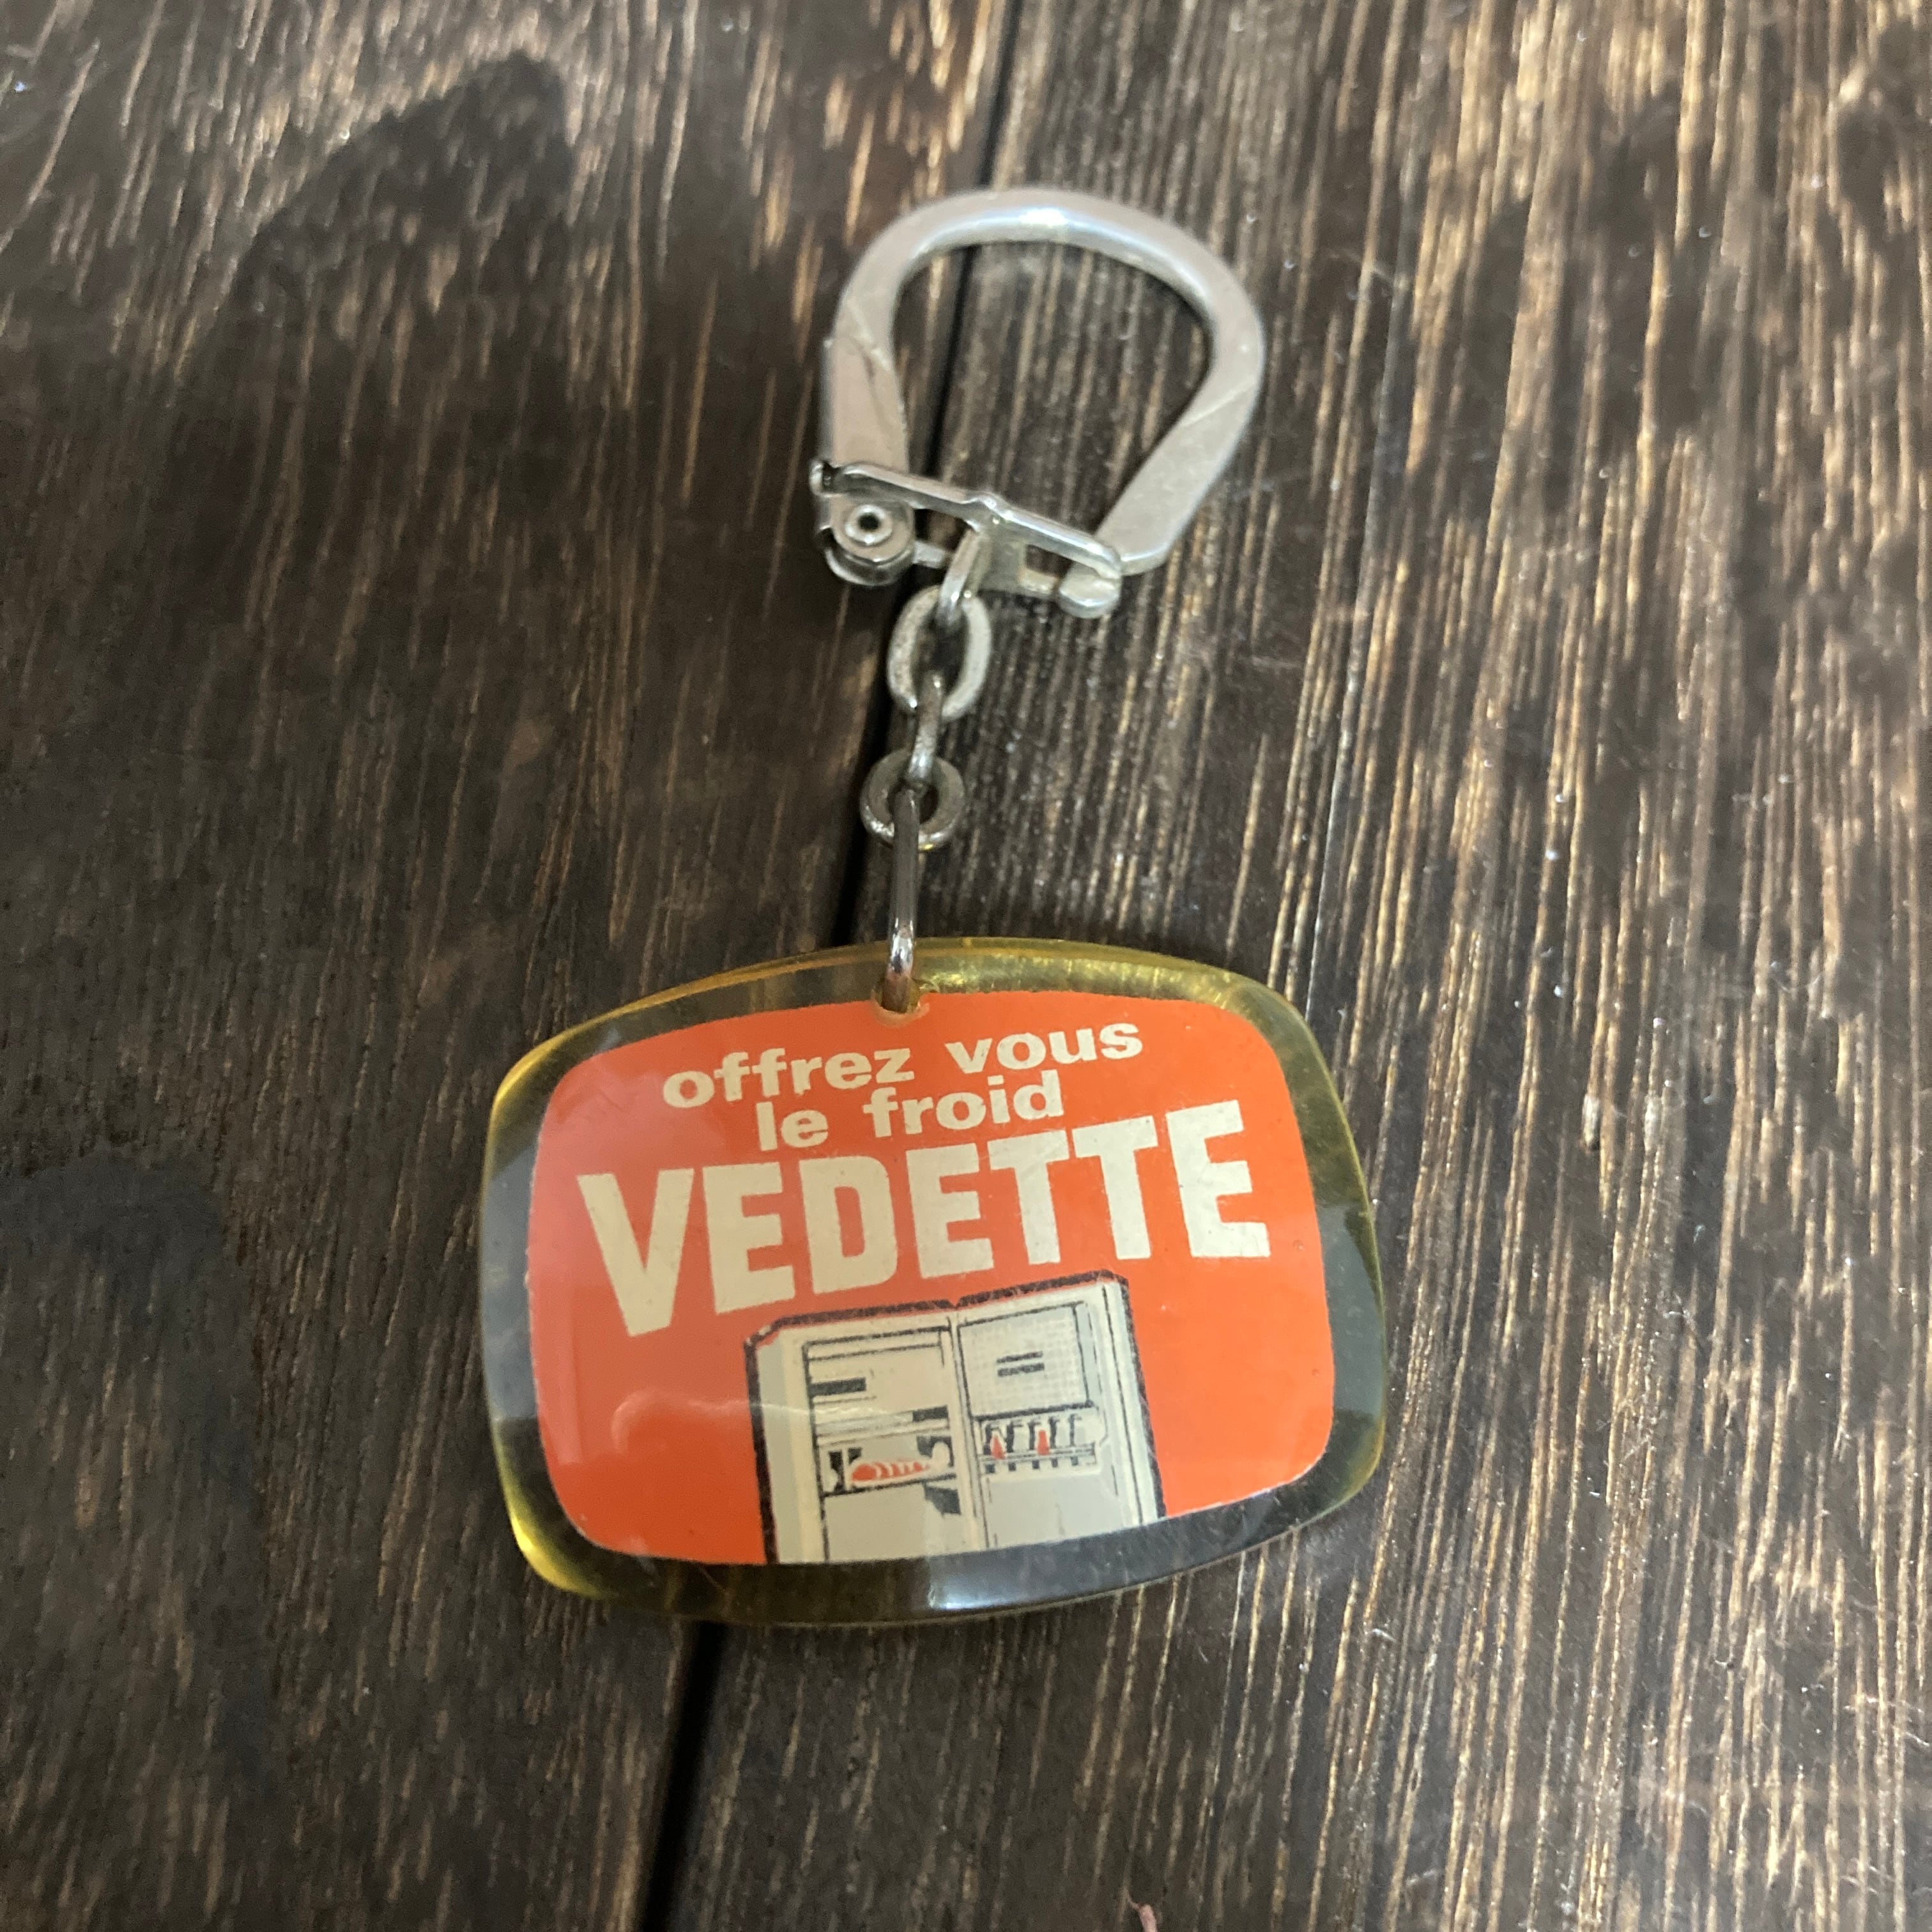 offrez vous
le froid
VEDETTE